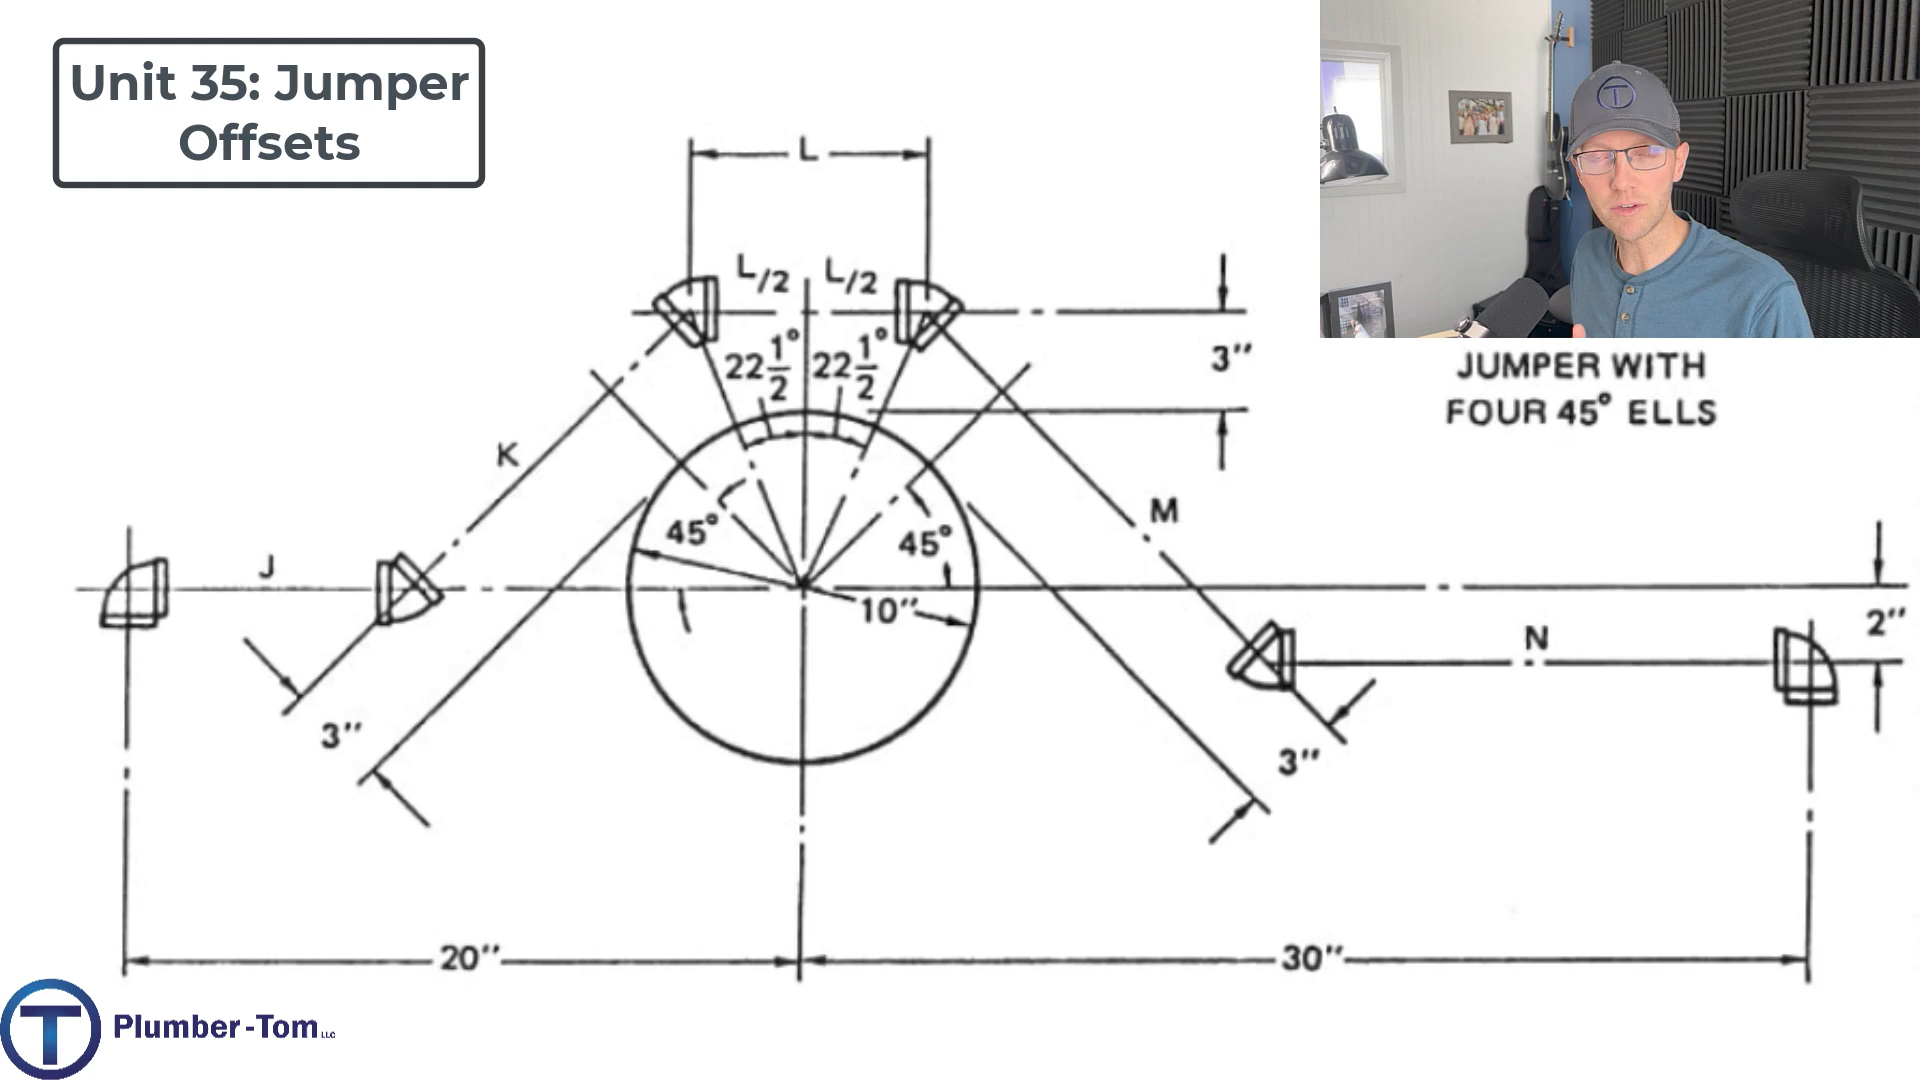 Unit 35: Jumper
Offsets
L
L/2 L/2
22 1/2° 22 1/2°
3"
JUMPER WITH
FOUR 45° ELLS
K
M
45°
45°
J
10"
2"
N
3"
3"
20"
30"
T
Plumber-Tom LLC
T